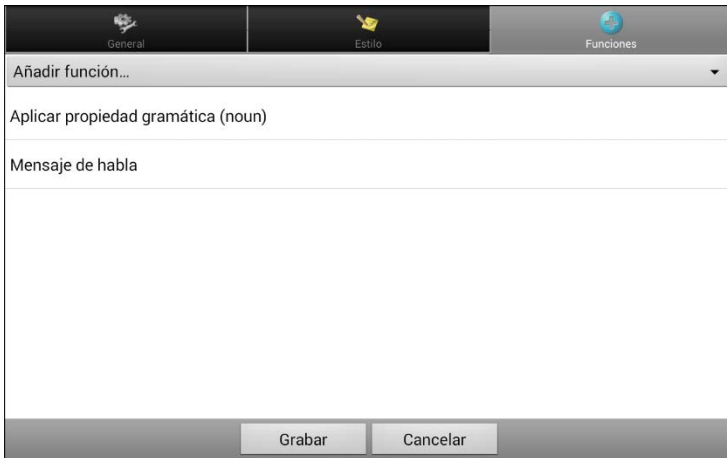 General
Estilo
Funciones
Añadir función...
Aplicar propiedad gramática (noun)
Mensaje de habla
Grabar
Cancelar